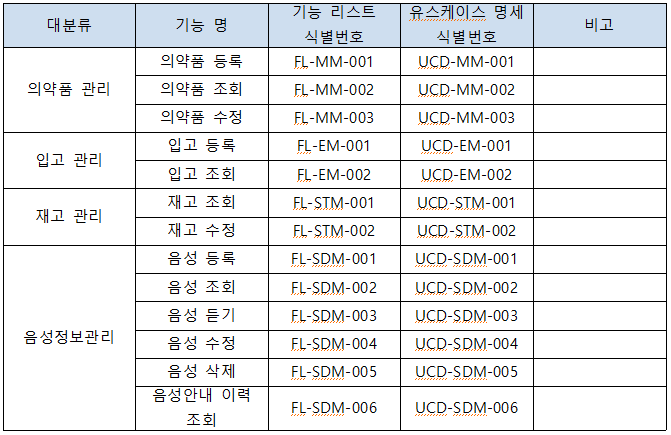 대분류 기능 명 기능 리스트 식별번호 유스케이스 명세 식별번호 비고
의약품 관리 의약품 등록 FL-MM-001 UCD-MM-001
의약품 조회 FL-MM-002 UCD-MM-002
의약품 수정 FL-MM-003 UCD-MM-003
입고 관리 입고 등록 FL-EM-001 UCD-EM-001
입고 조회 FL-EM-002 UCD-EM-002
재고 관리 재고 조회 FL-STM-001 UCD-STM-001
재고 수정 FL-STM-002 UCD-STM-002
음성정보관리 음성 등록 FL-SDM-001 UCD-SDM-001
음성 조회 FL-SDM-002 UCD-SDM-002
음성 듣기 FL-SDM-003 UCD-SDM-003
음성 수정 FL-SDM-004 UCD-SDM-004
음성 삭제 FL-SDM-005 UCD-SDM-005
음성안내 이력 조회 FL-SDM-006 UCD-SDM-006